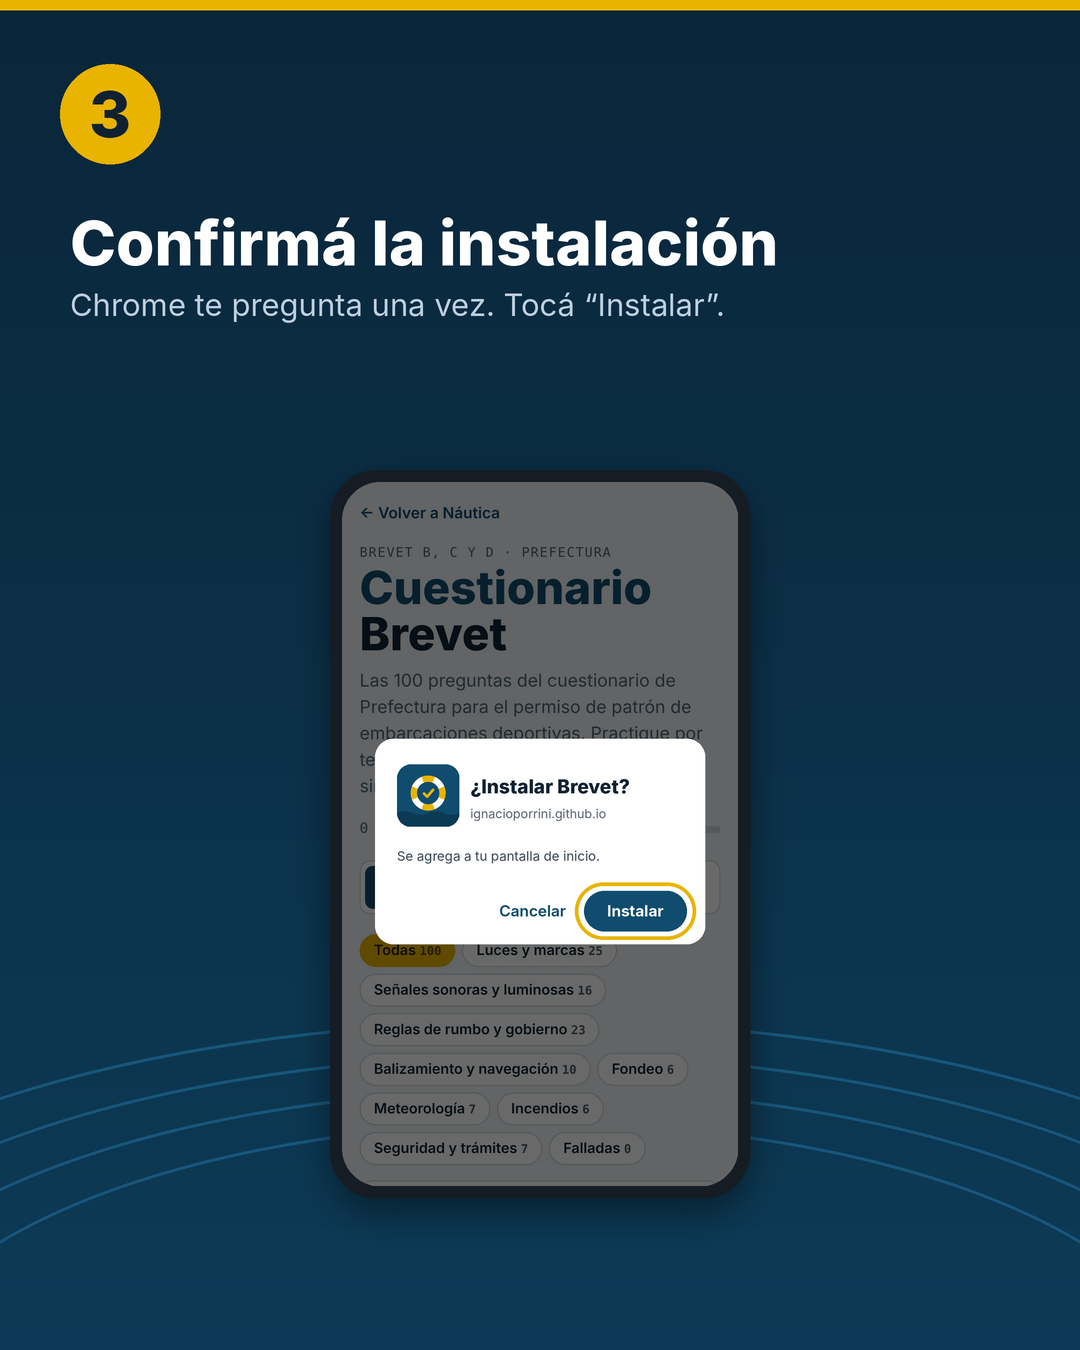 3
Confirmá la instalación
Chrome te pregunta una vez. Tocá “Instalar”.
← Volver a Náutica
BREVET B, C Y D · PREFECTURA
Cuestionario
Brevet
Las 100 preguntas del cuestionario de
Prefectura para el permiso de patrón de
embarcaciones deportivas. Practique por
te
si
0
¿Instalar Brevet?
ignacioporrini.github.io
Se agrega a tu pantalla de inicio.
Cancelar Instalar
Todas 100 Luces y marcas 25
Señales sonoras y luminosas 16
Reglas de rumbo y gobierno 23
Balizamiento y navegación 10 Fondeo 6
Meteorología 7 Incendios 6
Seguridad y trámites 7 Falladas 0